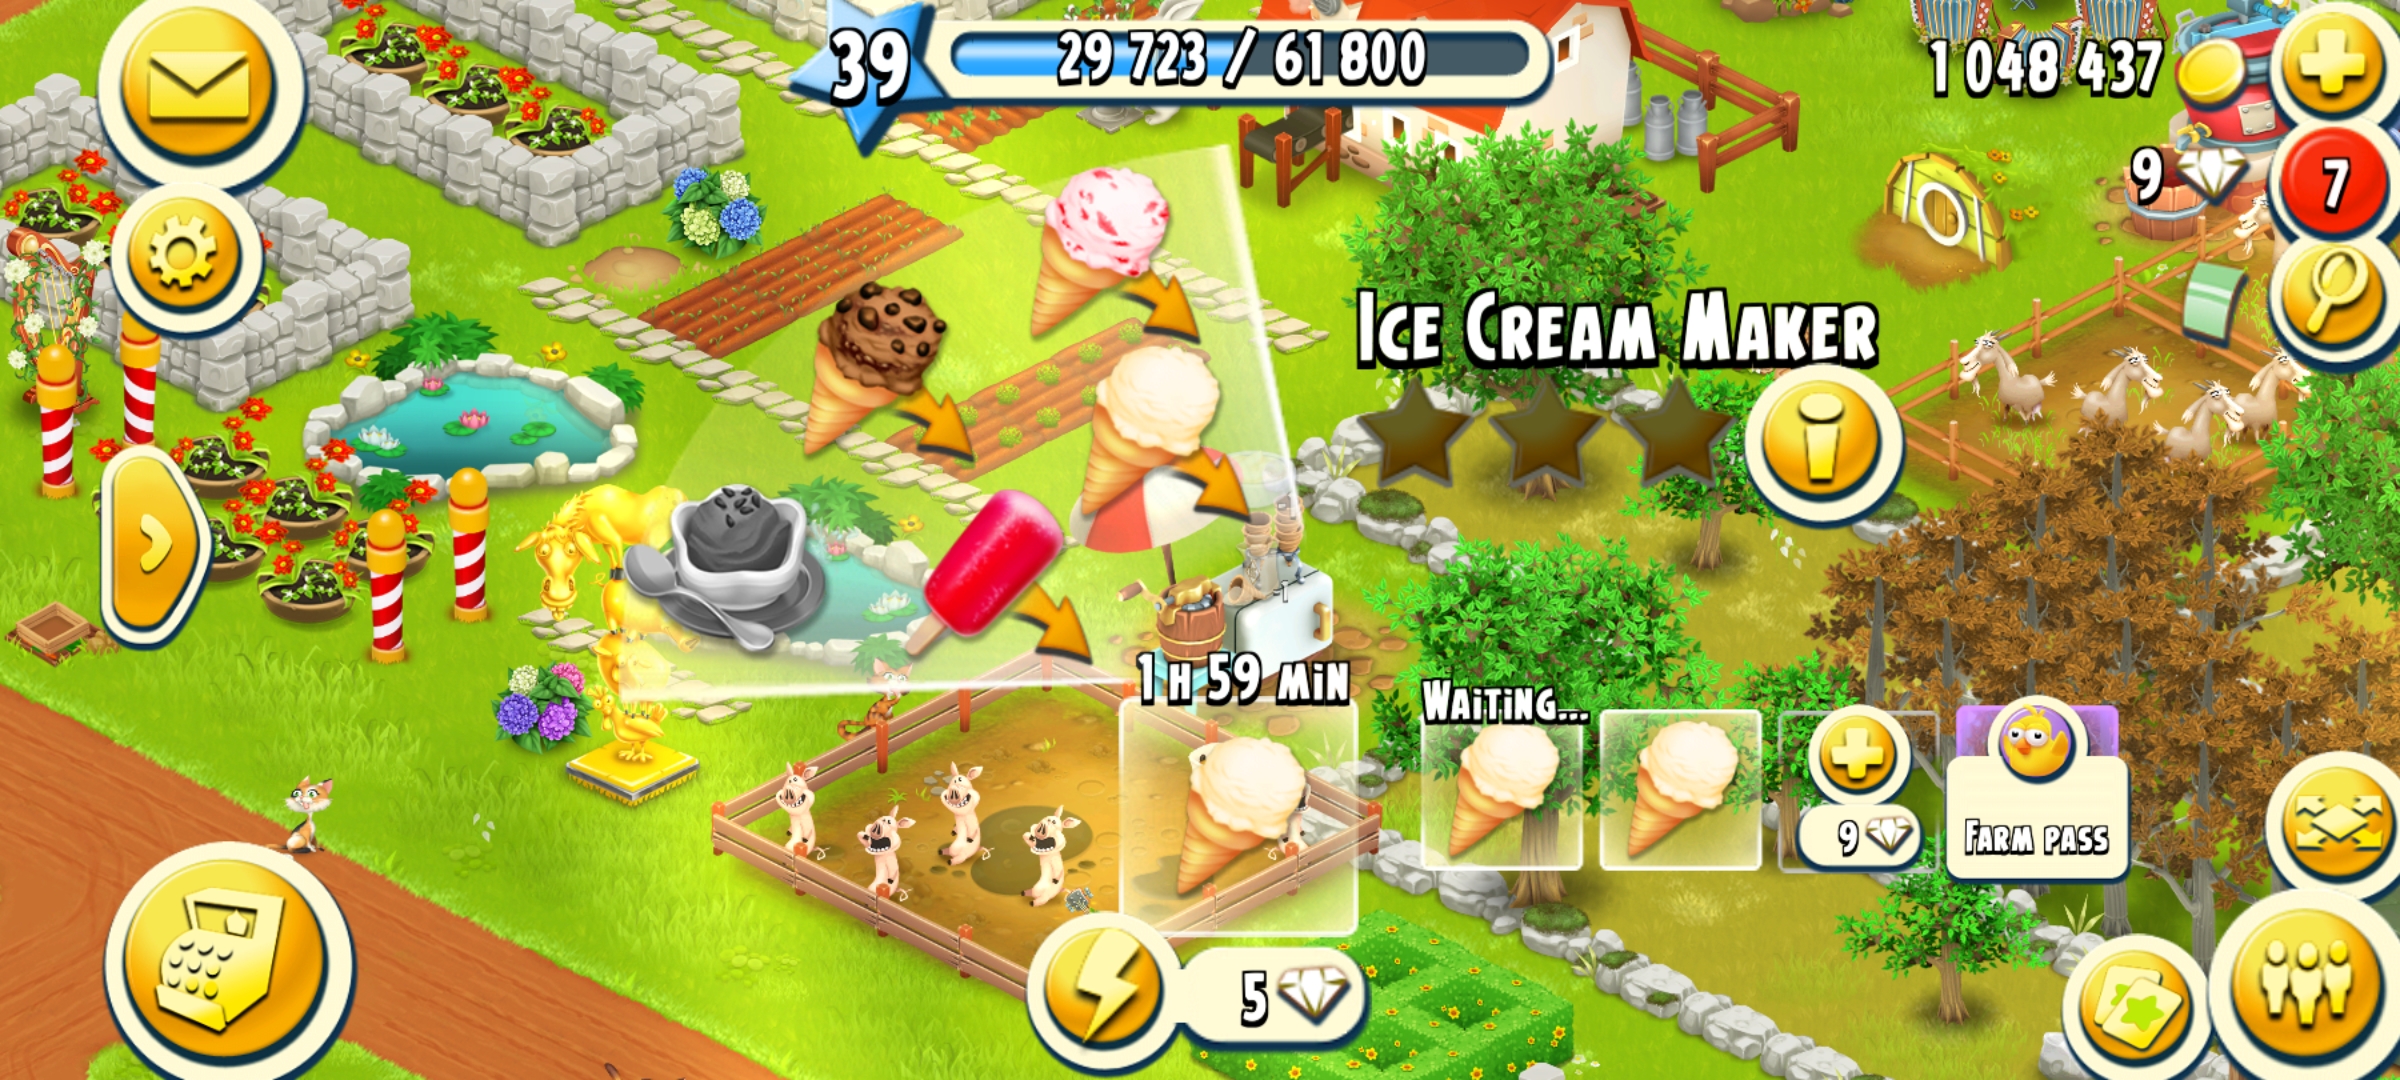 39
29 723 / 61 800
1 048 437
9
7
ICE CREAM MAKER
1 H 59 MIN
WAITING...
9
FARM PASS
5